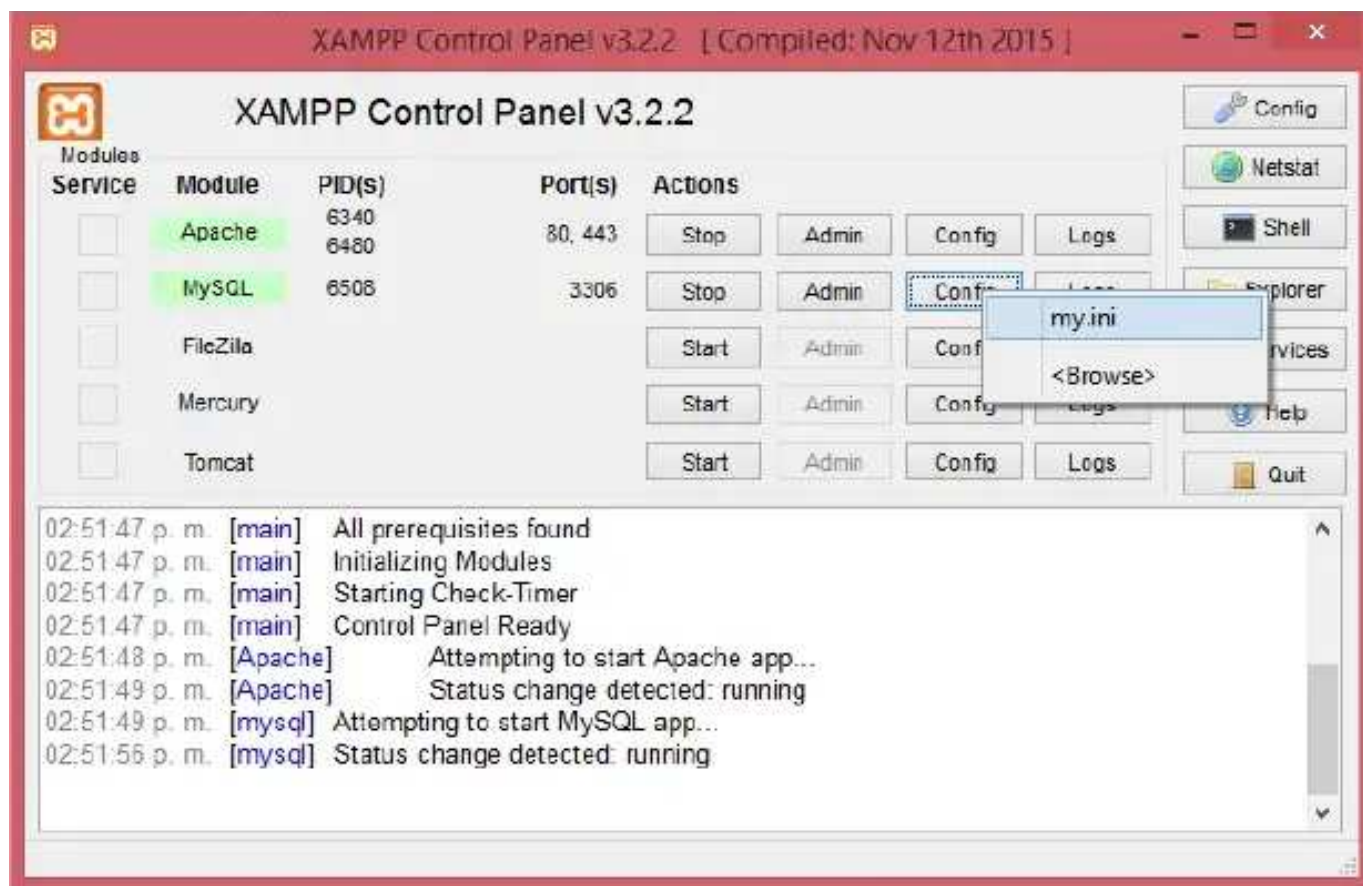 XAMPP Control Panel v3.2.2 [ Compiled: Nov 12th 2015 ]
XAMPP Control Panel v3.2.2
Config
Modules
Service Module PID(s) Port(s) Actions
Netstat
Apache 6340 6480 80, 443 Stop Admin Config Logs
Shell
MySQL 6508 3306 Stop Admin
my.ini
FileZilla Start Admin
<Browse>
Mercury Start Admin Config Logs
Help
Tomcat Start Admin Config Logs
Quit
02:51:47 p. m. [main] All prerequisites found
02:51:47 p. m. [main] Initializing Modules
02:51:47 p. m. [main] Starting Check-Timer
02:51:47 p. m. [main] Control Panel Ready
02:51:48 p. m. [Apache] Attempting to start Apache app...
02:51:49 p. m. [Apache] Status change detected: running
02:51:49 p. m. [mysql] Attempting to start MySQL app...
02:51:56 p. m. [mysql] Status change detected: running